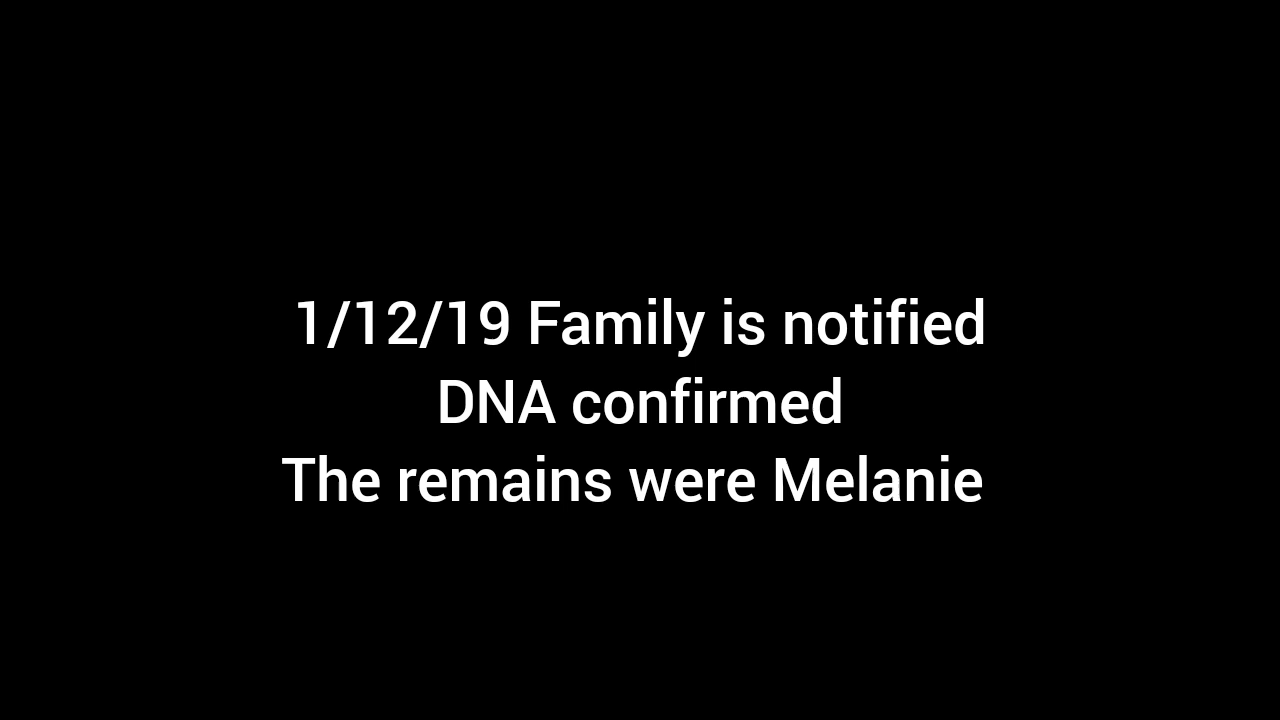 1/12/19 Family is notified
DNA confirmed
The remains were Melanie